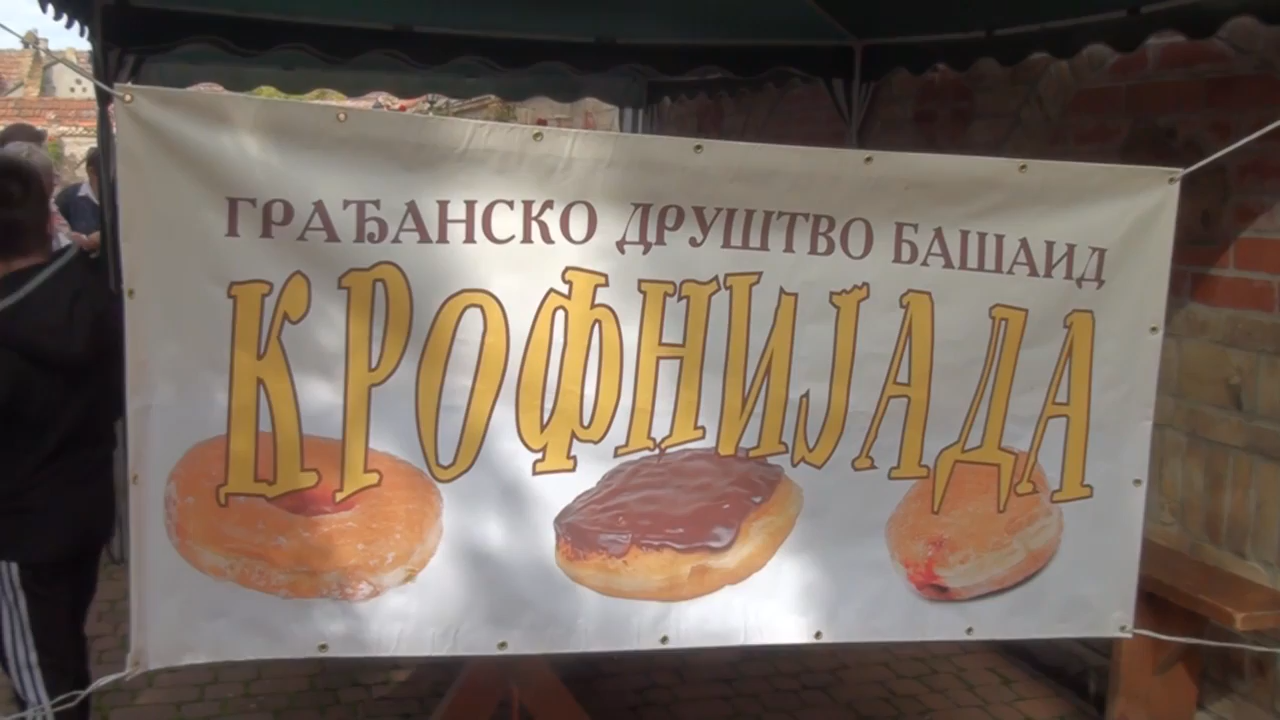 ГРАЂАНСКО ДРУШТВО БАШАИД
КРОФНИЈАДА